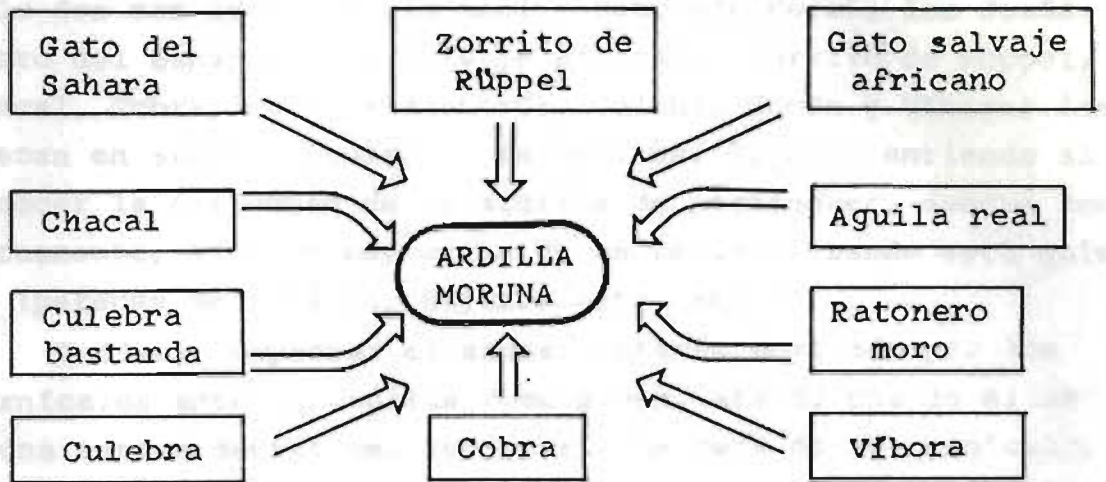 Gato del
Sahara
Zorrito de
Rüppel
Gato salvaje
africano
Chacal
Aguila real
ARDILLA
MORUNA
Culebra
bastarda
Ratonero
moro
Culebra
Cobra
Víbora